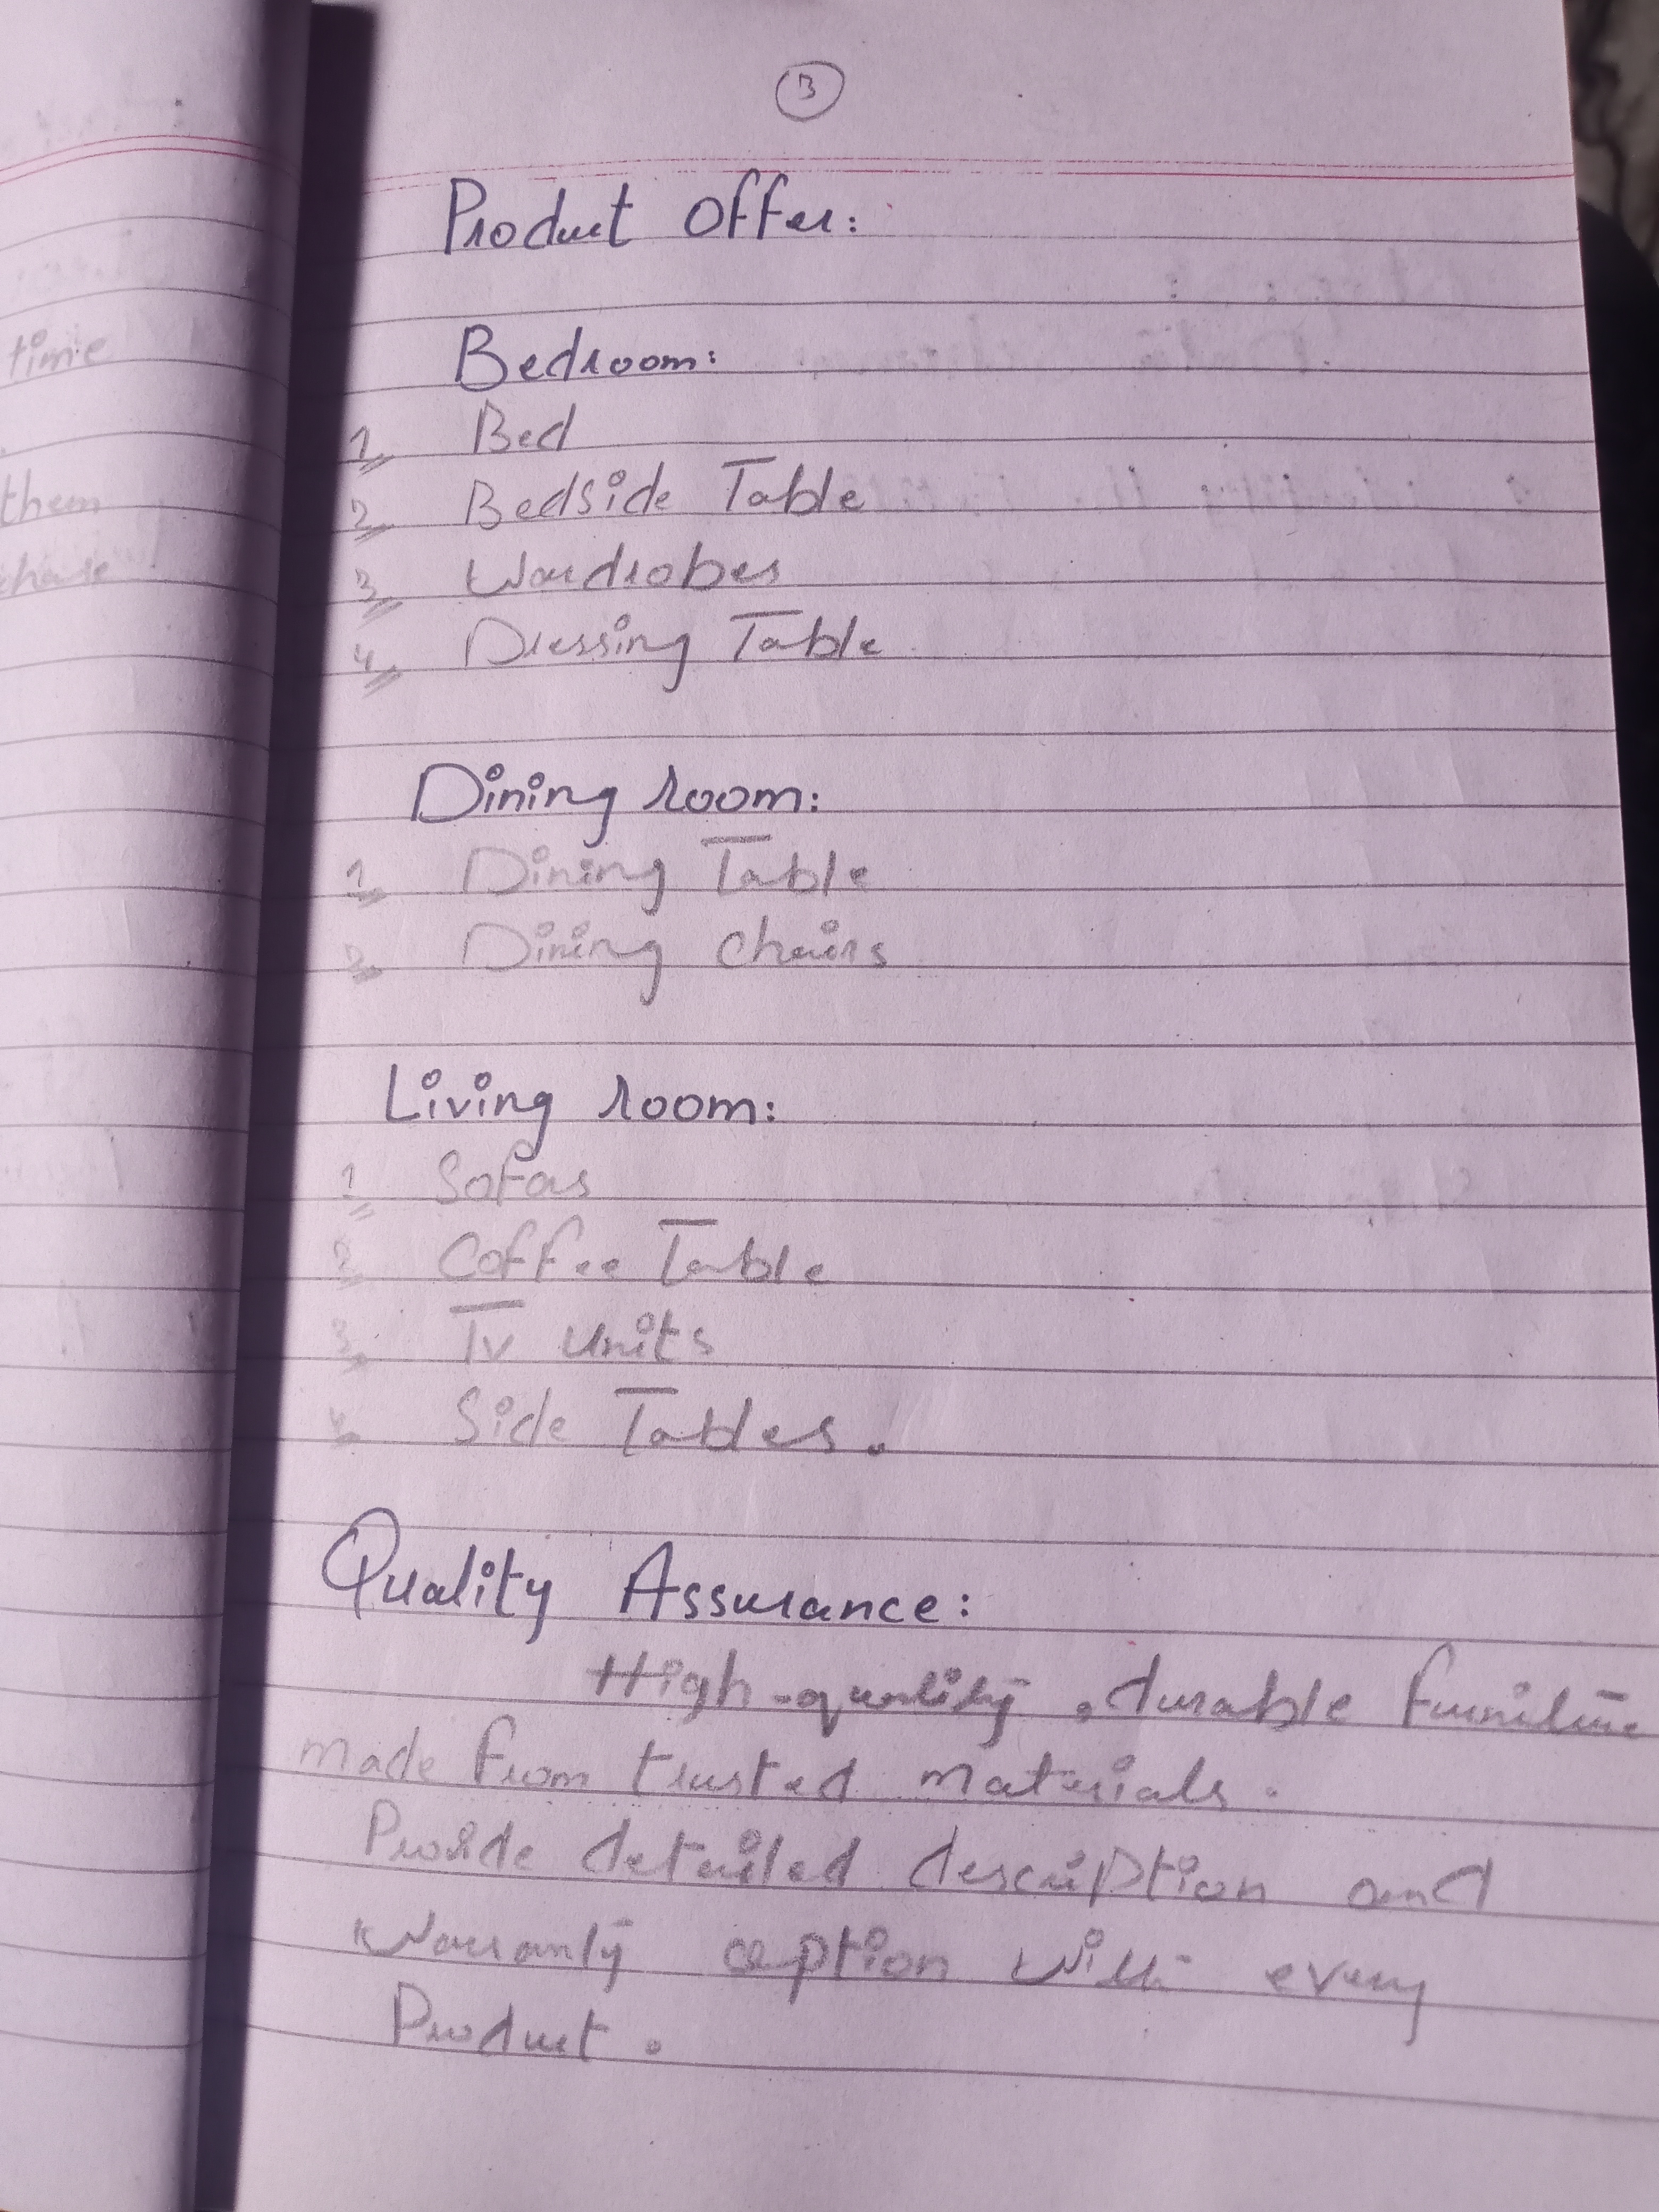 3
Product Offer:
Bedroom:
1 Bed
2 Bedside Table
3 Wardrobes
4 Dressing Table
Dining room:
1 Dining Table
2 Dining chairs
Living room:
1 Sofas
2 Coffee Table
3 Tv Units
4 Side Tables.
Quality Assurance:
High-quality, durable furniture
made from trusted materials.
Provide detailed description and
warranty option with every
Product.
time
them